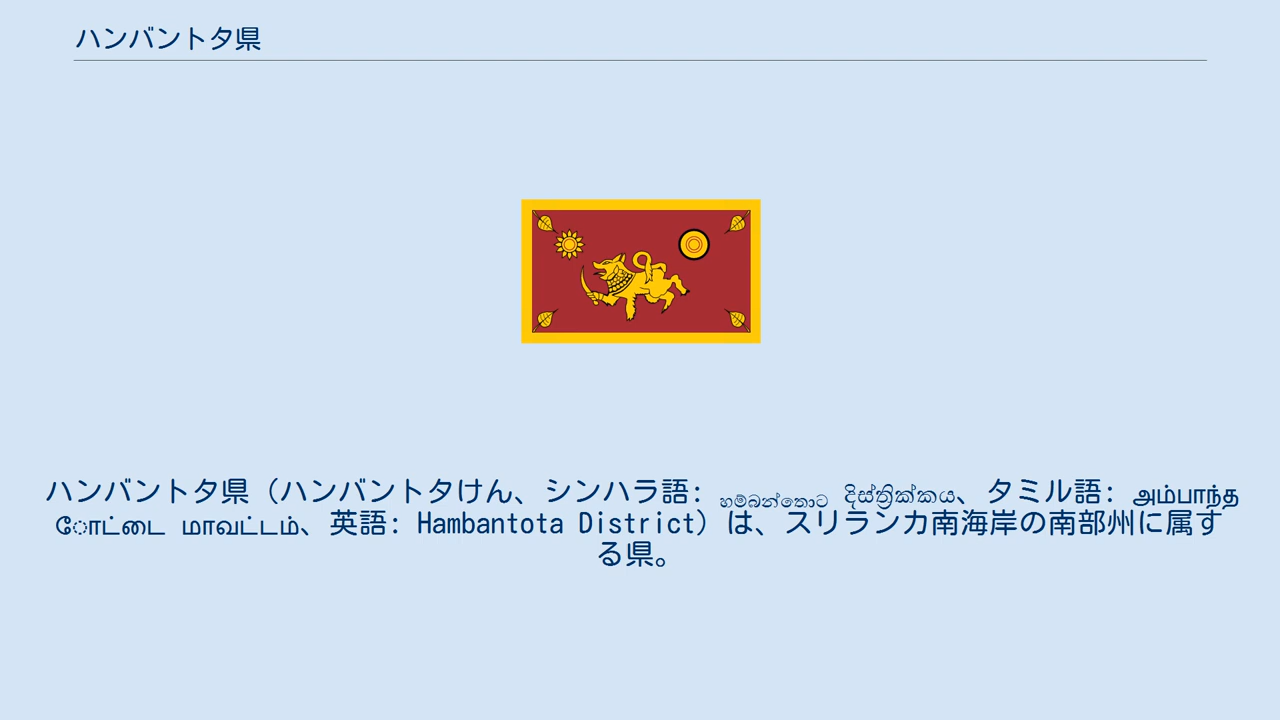 ハンバントタ県
ハンバントタ県（ハンバントタけん、シンハラ語: හම්බන්තොට දිස්ත්‍රික්කය、タミル語: அம்பாந்த
ோட்டை மாவட்டம்、英語: Hambantota District）は、スリランカ南海岸の南部州に属す
る県。